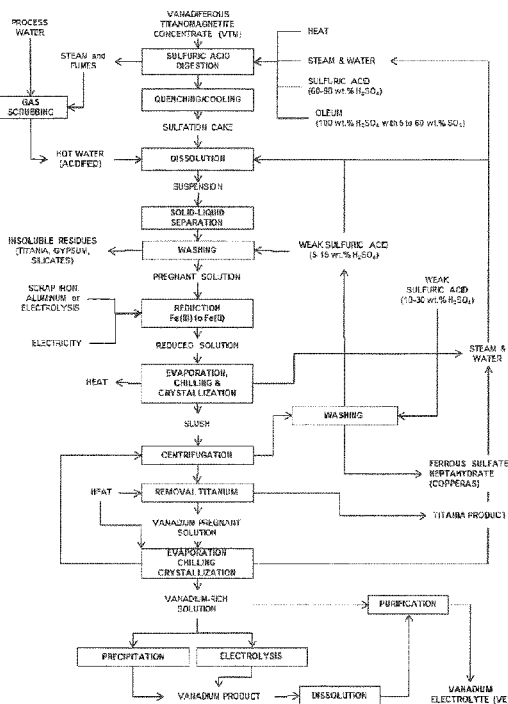 VANADIFEROUS
TITANOMAGNETITE
CONCENTRATE (VTM)
PROCESS
WATER
HEAT
STEAM and
FUMES
SULFURIC ACID
DIGESTION
STEAM & WATER
SULFURIC ACID
(60-98 wt.% H₂SO₄)
QUENCHING/COOLING
GAS
SCRUBBING
OLEUM
(100 wt.% H₂SO₄ with 5 to 60 wt.% SO₃)
SULFATION CAKE
HOT WATER
(ACIDIFED)
DISSOLUTION
SUSPENSION
SOLID-LIQUID
SEPARATION
INSOLUBLE RESIDUES
(TITANIA, GYPSUM,
SILICATES)
WASHING
WEAK SULFURIC ACID
(5-15 wt.% H₂SO₄)
PREGNANT SOLUTION
WEAK
SULFURIC ACID
(10-30 wt.% H₂SO₄)
SCRAP IRON,
ALUMINUM or
ELECTROLYSIS
REDUCTION
Fe(III) to Fe(II)
ELECTRICITY
REDUCED SOLUTION
STEAM &
WATER
HEAT
EVAPORATION,
CHILLING &
CRYSTALLIZATION
SLUSH
WASHING
CENTRIFUGATION
FERROUS SULFATE
HEPTAHYDRATE
(COPPERAS)
HEAT
REMOVAL TITANIUM
TITANIA PRODUCT
VANADIUM PREGNANT
SOLUTION
EVAPORATION
CHILLING
CRYSTALLIZATION
VANADIUM-RICH
SOLUTION
PURIFICATION
PRECIPITATION
ELECTROLYSIS
VANADIUM PRODUCT
DISSOLUTION
VANADIUM
ELECTROLYTE (VE